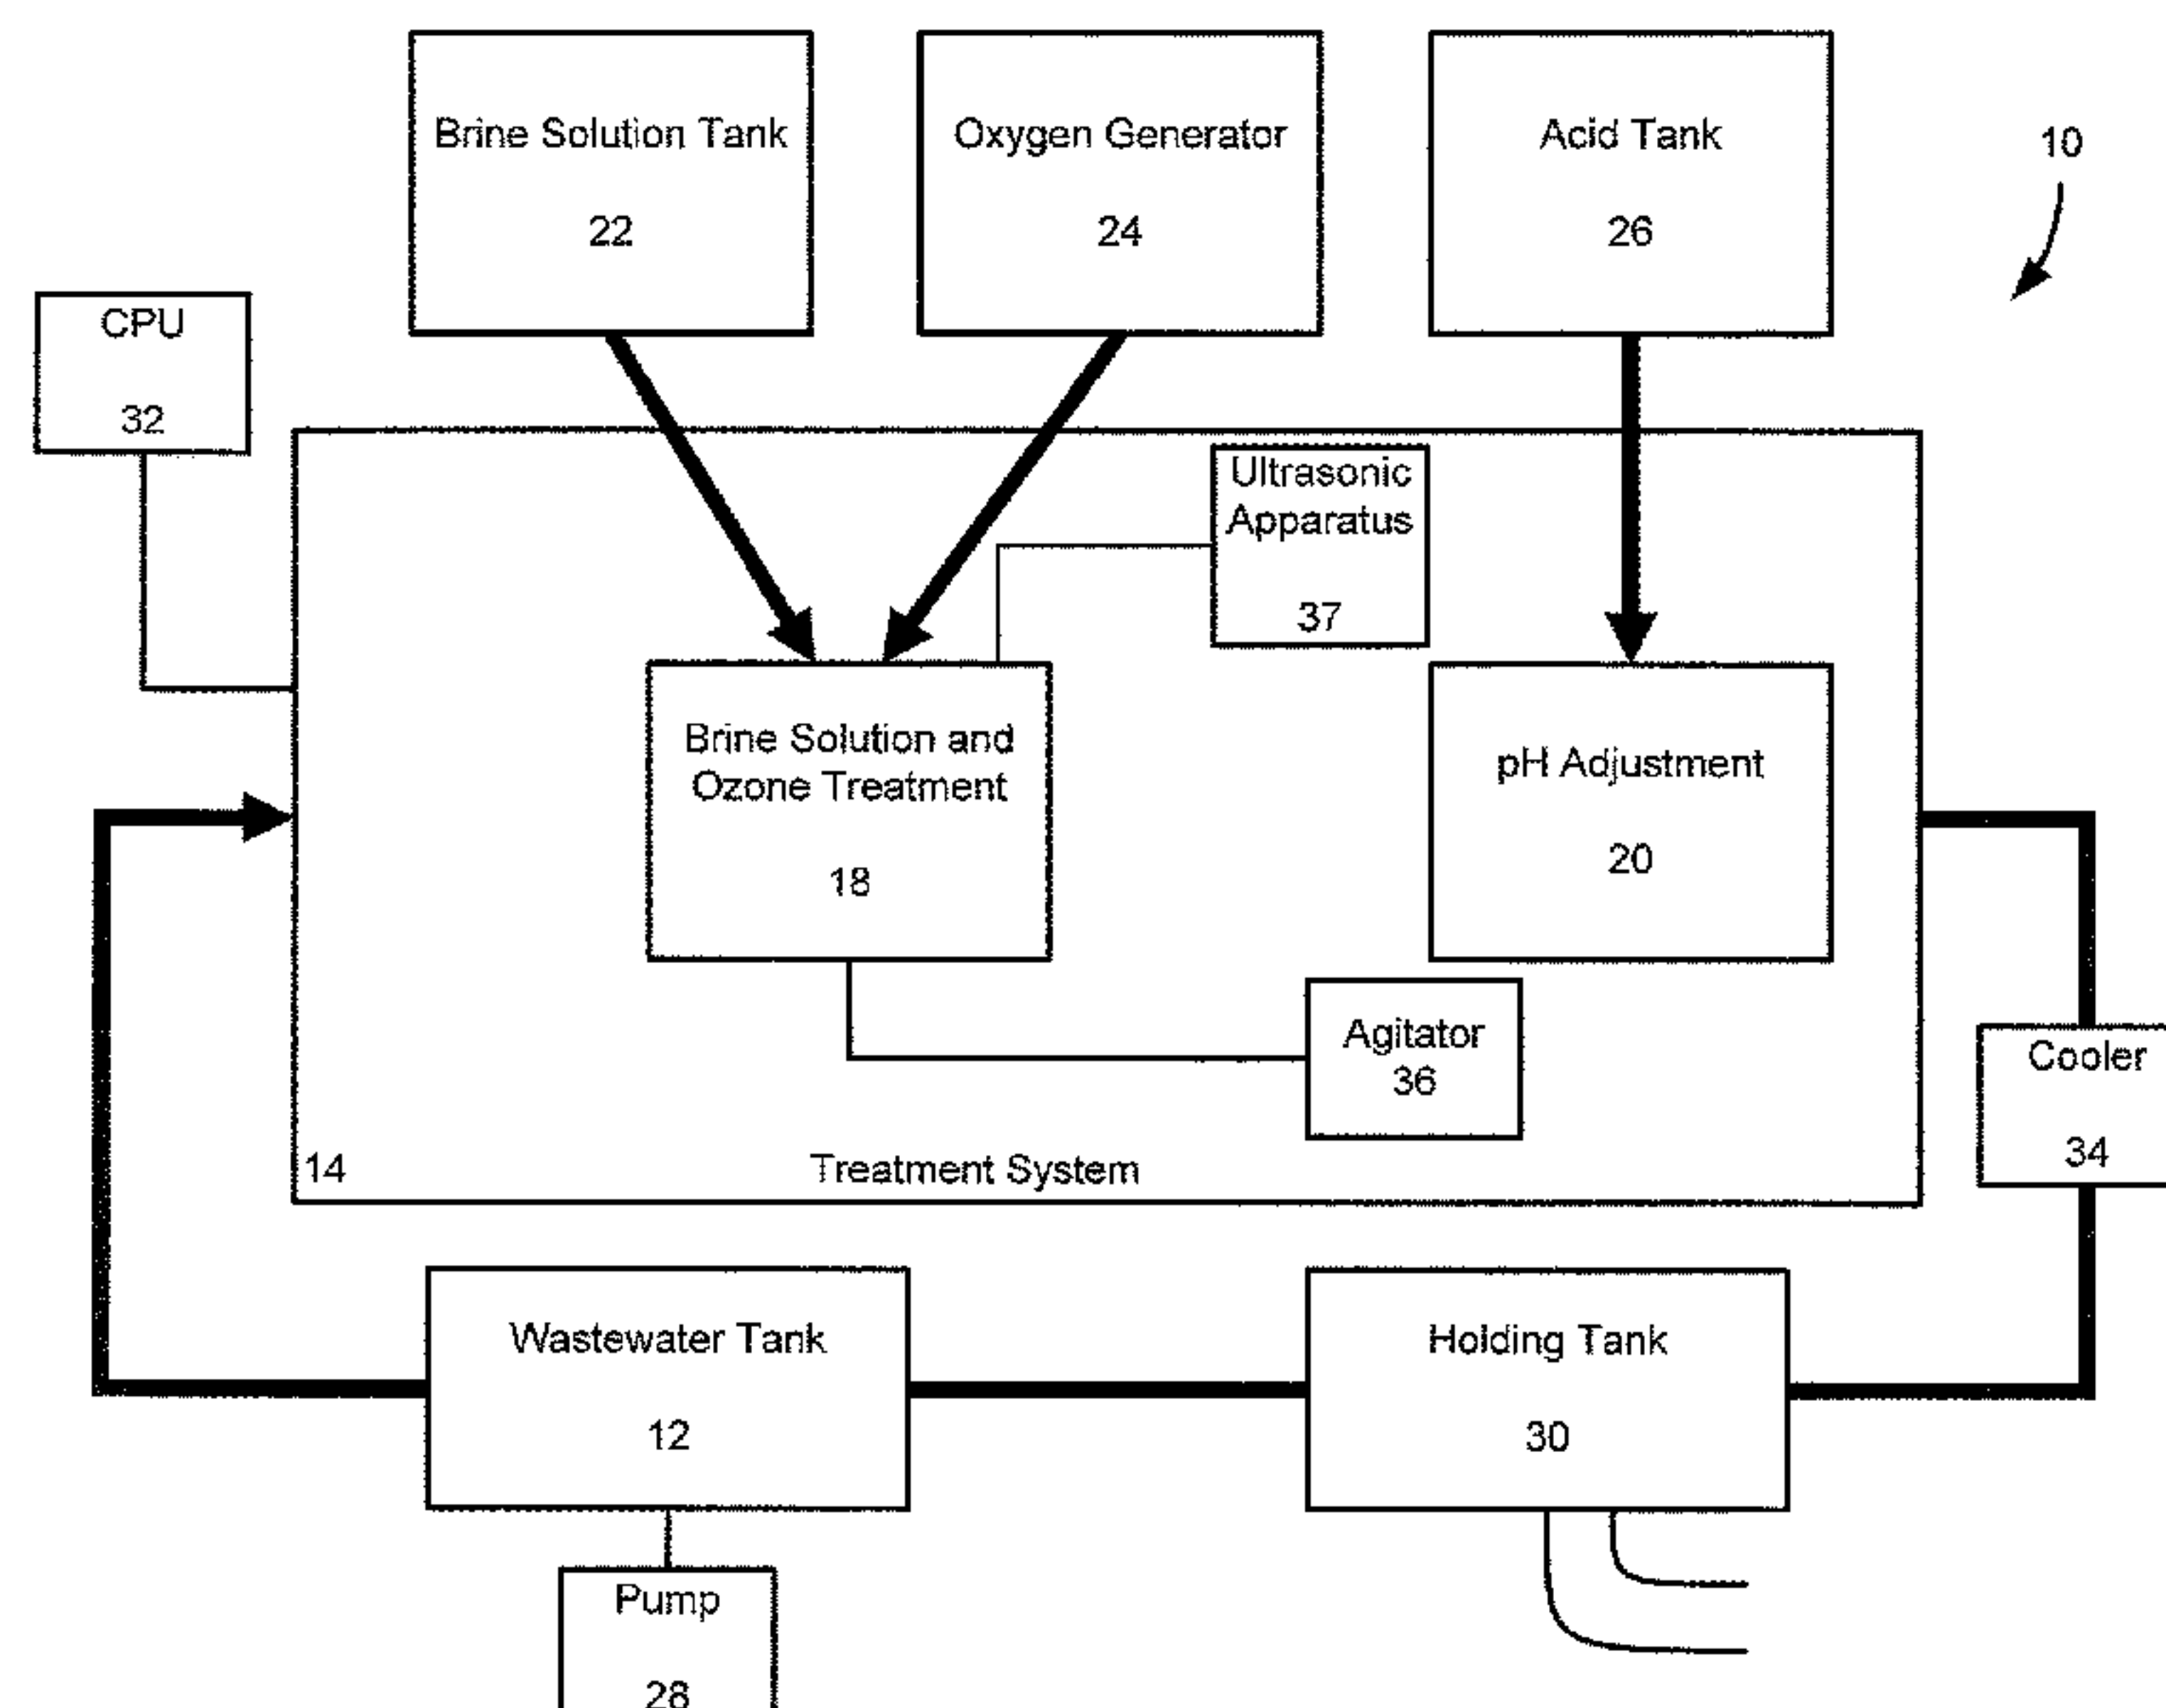 Brine Solution Tank
22
Oxygen Generator
24
Acid Tank
26
10
CPU
32
Ultrasonic
Apparatus
37
Brine Solution and
Ozone Treatment
18
pH Adjustment
20
Agitator
36
Cooler
34
14
Treatment System
Wastewater Tank
12
Holding Tank
30
Pump
28